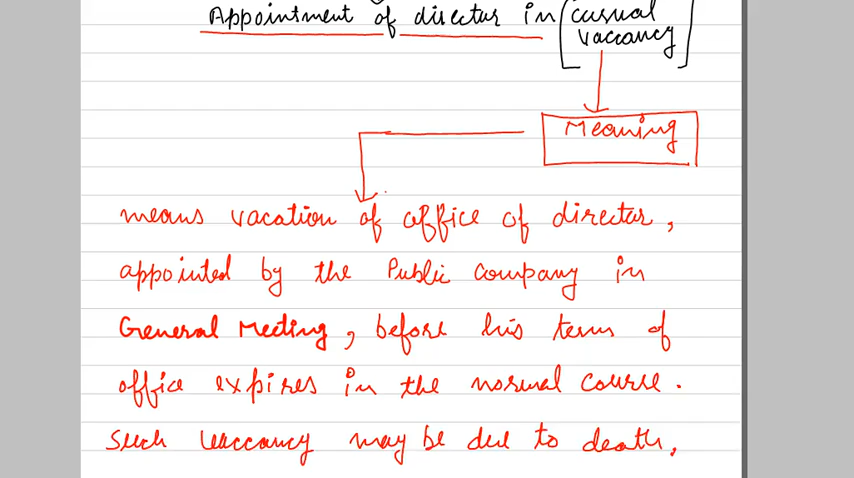 Appointment of director in (casual
vaccancy)
Meaning
means vacation of office of director,
appointed by the Public company in
General Meeting, before his term of
office expires in the normal course.
Such vaccancy may be due to death,